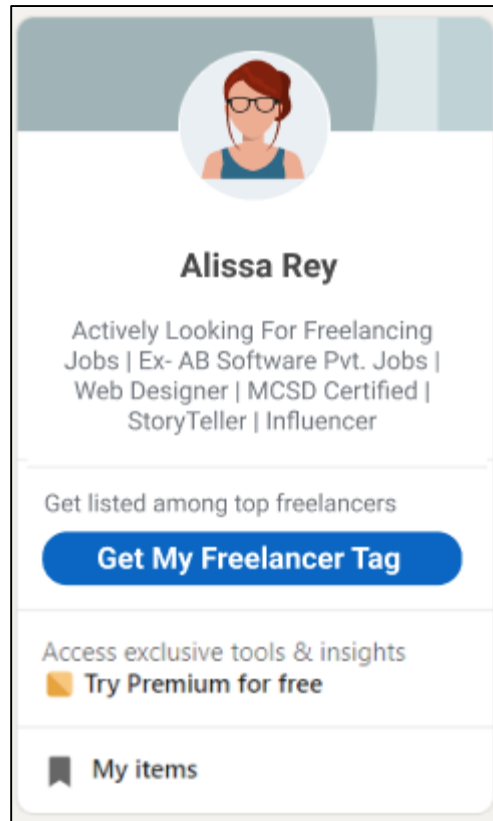 Alissa Rey
Actively Looking For Freelancing
Jobs | Ex- AB Software Pvt. Jobs |
Web Designer | MCSD Certified |
StoryTeller | Influencer
Get listed among top freelancers
Get My Freelancer Tag
Access exclusive tools & insights
Try Premium for free
My items